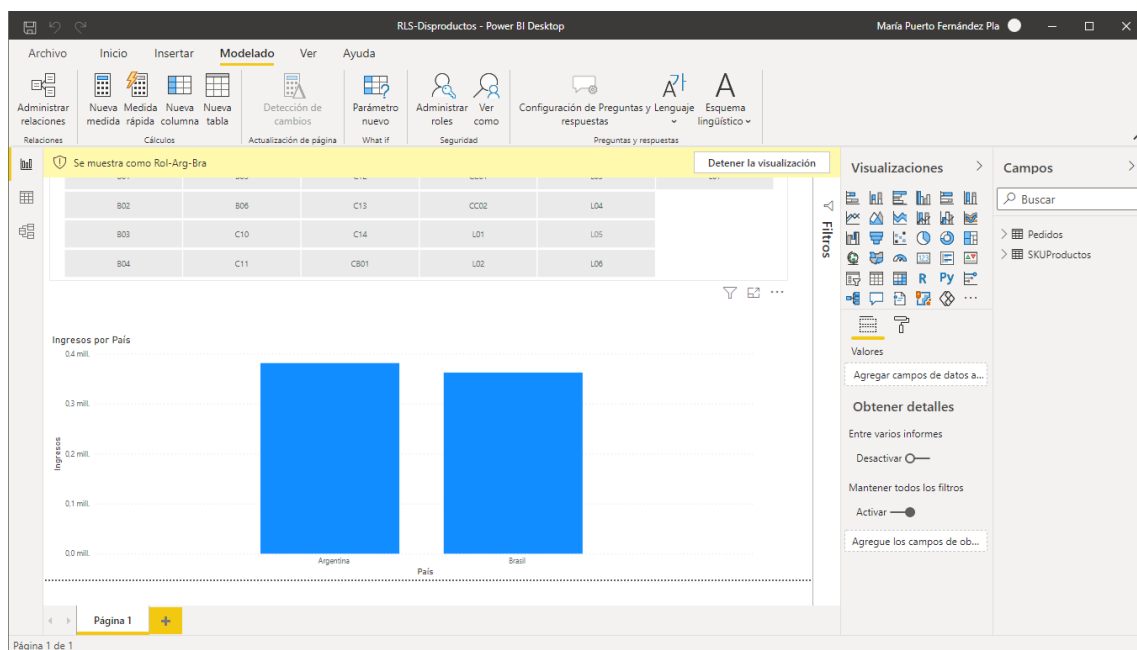 RLS-Disproductos - Power BI Desktop
María Puerto Fernández Pla
Archivo Inicio Insertar Modelado Ver Ayuda
Administrar relaciones
Nueva medida
Medida rápida
Nueva columna
Nueva tabla
Detección de cambios
Parámetro nuevo
Administrar roles
Ver como
Configuración de Preguntas y respuestas
Lenguaje
Esquema lingüístico
Relaciones Cálculos Actualización de página What if Seguridad Preguntas y respuestas
Se muestra como Rol-Arg-Bra
Detener la visualización
B02 B06 C13 CC02 L04
B03 C10 C14 L01 L05
B04 C11 CB01 L02 L06
Ingresos por País
0,4 mill.
0,3 mill.
0,2 mill.
0,1 mill.
0,0 mill.
Ingresos
Argentina Brasil
País
Filtros
Visualizaciones
R Py
Valores
Agregar campos de datos a...
Obtener detalles
Entre varios informes
Desactivar
Mantener todos los filtros
Activar
Agregue los campos de ob...
Campos
Buscar
Pedidos
SKUProductos
Página 1
Página 1 de 1